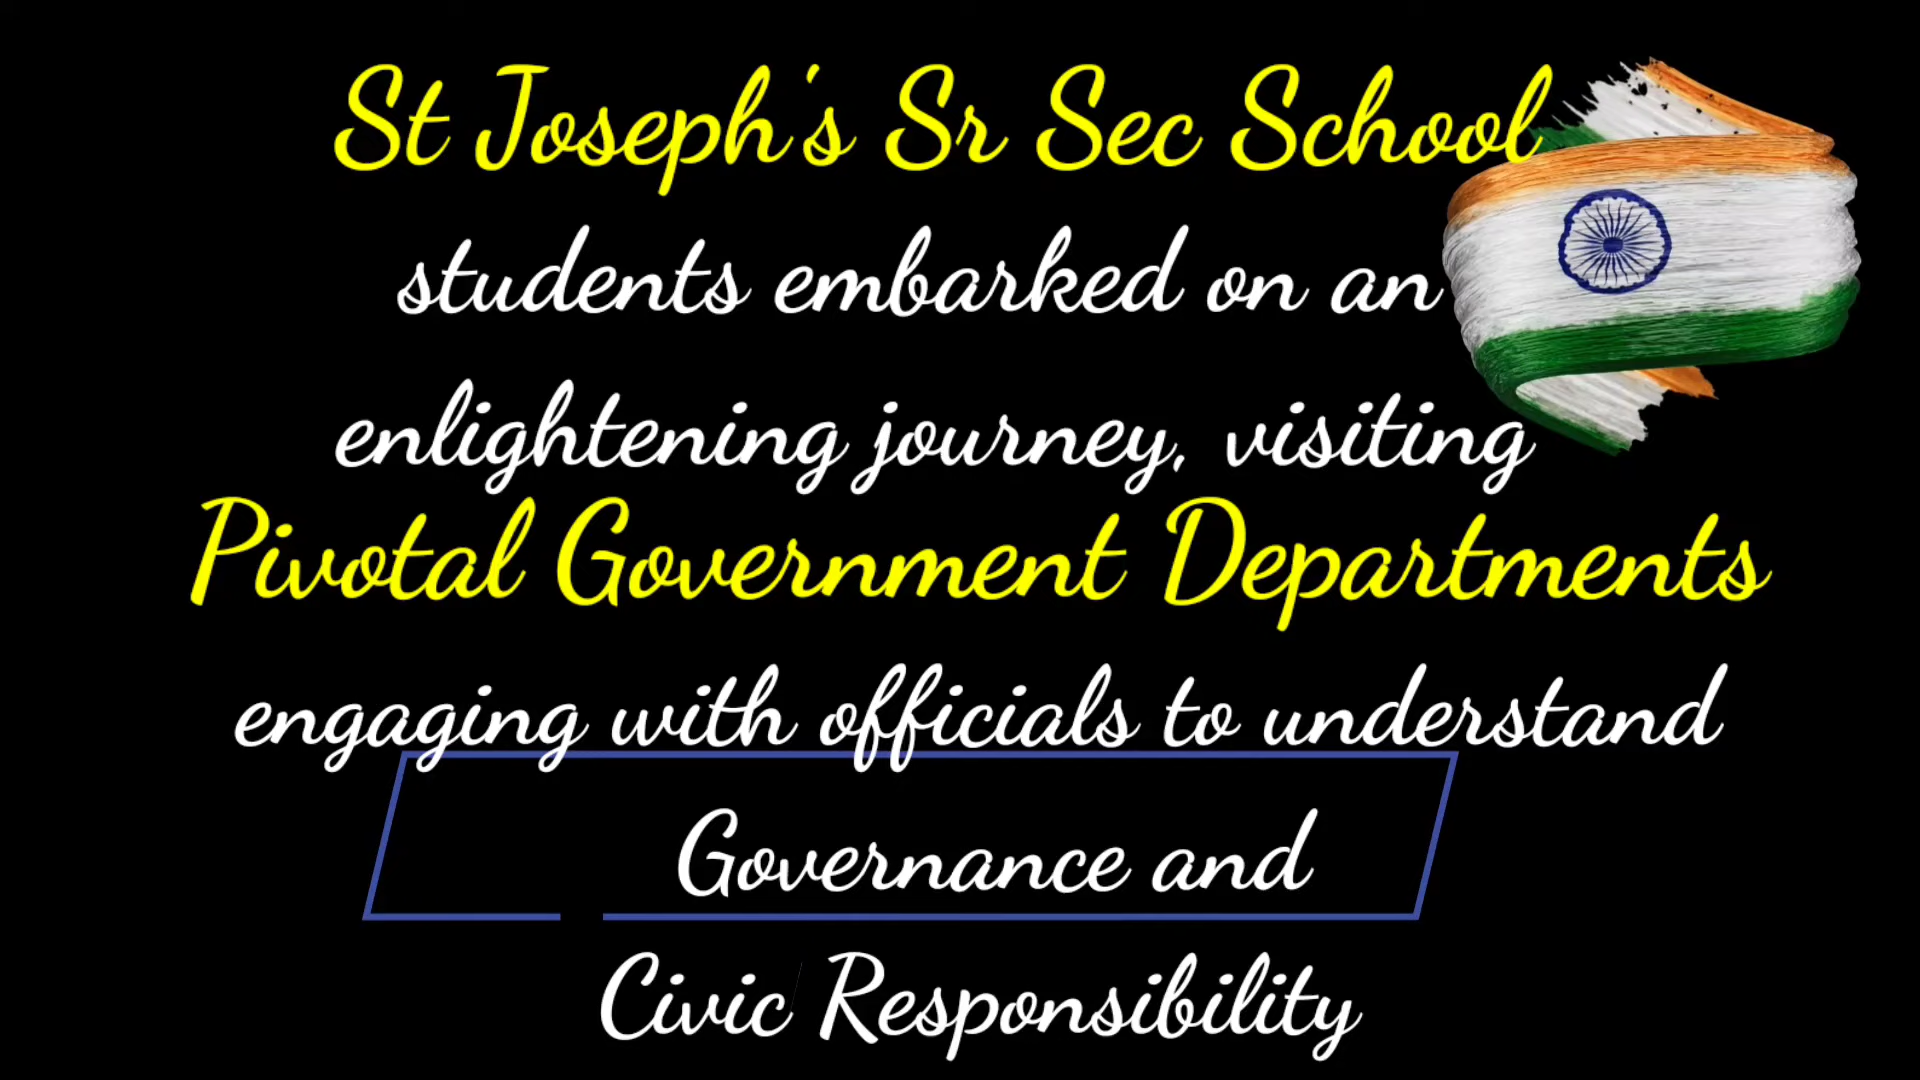 St Joseph's Sr Sec School
students embarked on an
enlightening journey, visiting
Pivotal Government Departments
engaging with officials to understand
Governance and
Civic Responsibility